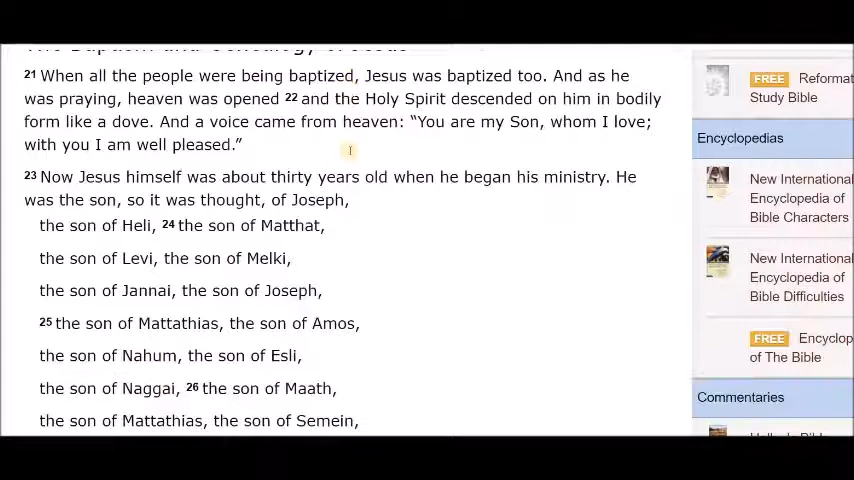 The Baptism and Genealogy of Jesus
21 When all the people were being baptized, Jesus was baptized too. And as he
was praying, heaven was opened 22 and the Holy Spirit descended on him in bodily
form like a dove. And a voice came from heaven: “You are my Son, whom I love;
with you I am well pleased.”
23 Now Jesus himself was about thirty years old when he began his ministry. He
was the son, so it was thought, of Joseph,
the son of Heli, 24 the son of Matthat,
the son of Levi, the son of Melki,
the son of Jannai, the son of Joseph,
25 the son of Mattathias, the son of Amos,
the son of Nahum, the son of Esli,
the son of Naggai, 26 the son of Maath,
the son of Mattathias, the son of Semein,
FREE Reformat
Study Bible
Encyclopedias
New International
Encyclopedia of
Bible Characters
New International
Encyclopedia of
Bible Difficulties
FREE Encyclop
of The Bible
Commentaries